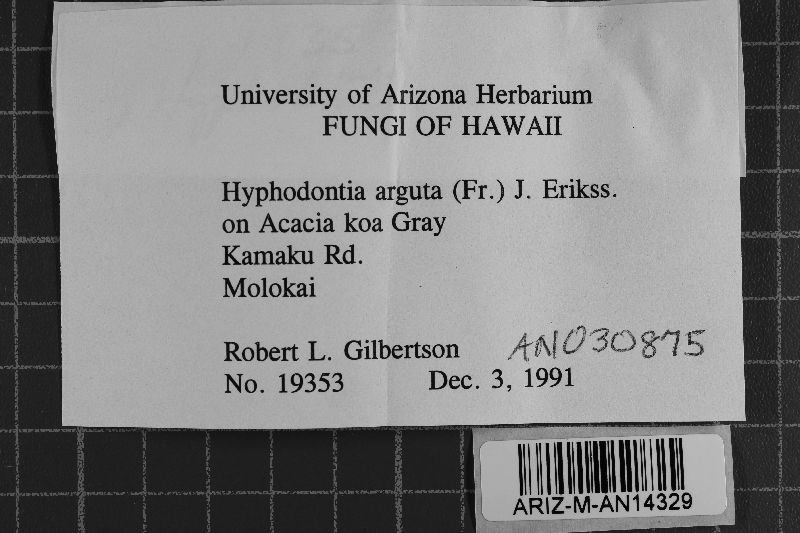 University of Arizona Herbarium
FUNGI OF HAWAII
Hyphodontia arguta (Fr.) J. Erikss.
on Acacia koa Gray
Kamaku Rd.
Molokai
Robert L. Gilbertson AN030875
No. 19353 Dec. 3, 1991
ARIZ-M-AN14329